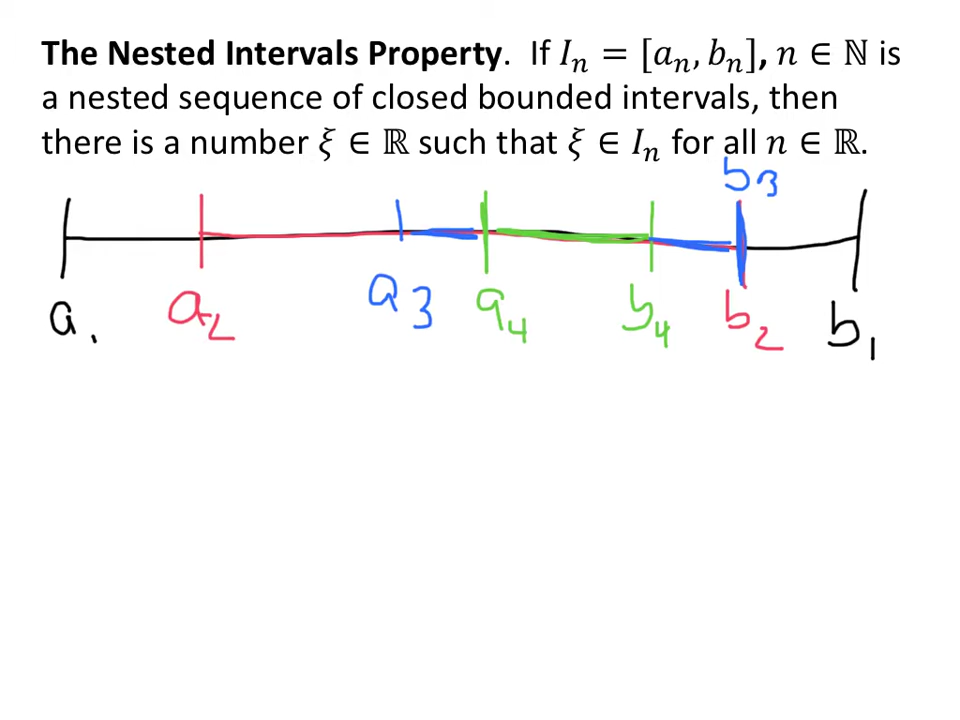 The Nested Intervals Property. If Iₙ = [aₙ, bₙ], n ∈ ℕ is
a nested sequence of closed bounded intervals, then
there is a number ξ ∈ ℝ such that ξ ∈ Iₙ for all n ∈ ℝ.
b₃
a₁ a₂ a₃ a₄ b₄ b₂ b₁